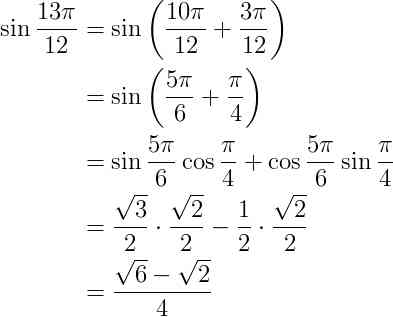 sin 13π/12 = sin (10π/12 + 3π/12)
= sin (5π/6 + π/4)
= sin 5π/6 cos π/4 + cos 5π/6 sin π/4
= √3/2 · √2/2 − 1/2 · √2/2
= (√6 − √2)/4